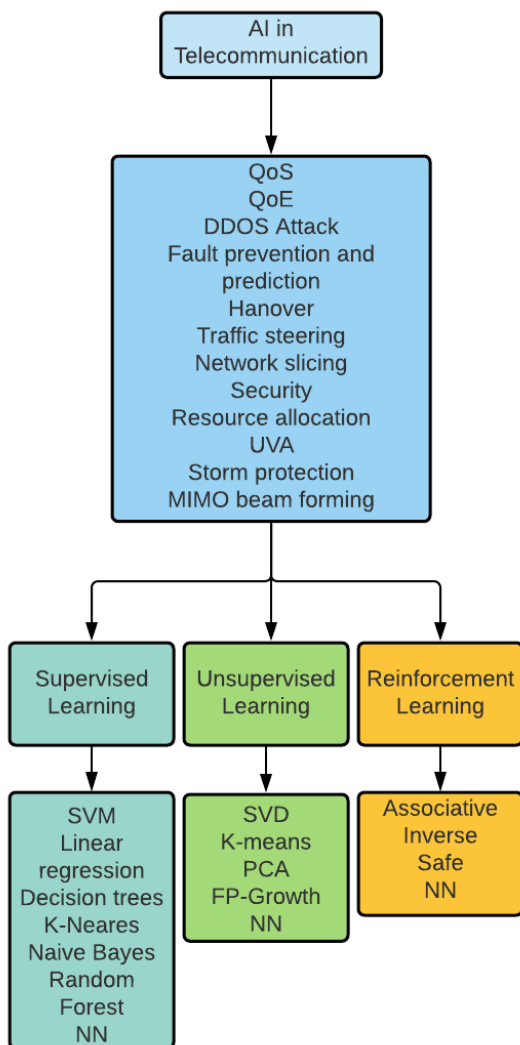 AI in
Telecommunication
QoS
QoE
DDOS Attack
Fault prevention and
prediction
Hanover
Traffic steering
Network slicing
Security
Resource allocation
UVA
Storm protection
MIMO beam forming
Supervised
Learning
Unsupervised
Learning
Reinforcement
Learning
SVM
Linear
regression
Decision trees
K-Neares
Naive Bayes
Random
Forest
NN
SVD
K-means
PCA
FP-Growth
NN
Associative
Inverse
Safe
NN